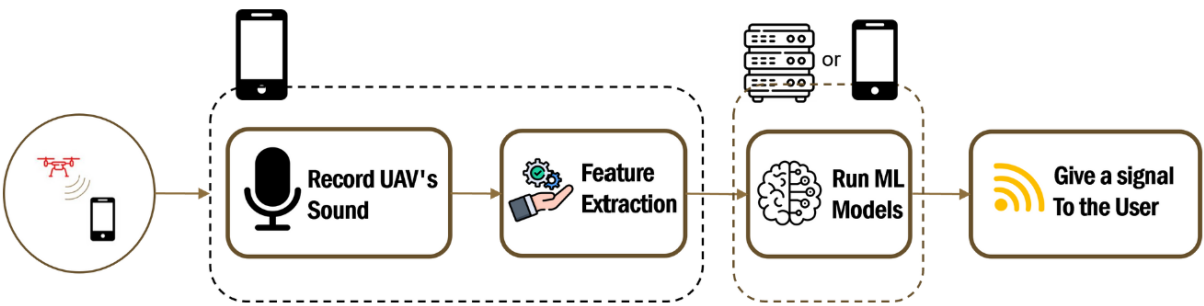 or
Record UAV's
Sound
Feature
Extraction
Run ML
Models
Give a signal
To the User